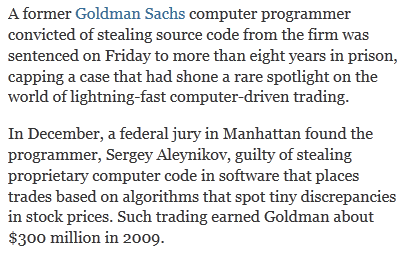 A former Goldman Sachs computer programmer
convicted of stealing source code from the firm was
sentenced on Friday to more than eight years in prison,
capping a case that had shone a rare spotlight on the
world of lightning-fast computer-driven trading.
In December, a federal jury in Manhattan found the
programmer, Sergey Aleynikov, guilty of stealing
proprietary computer code in software that places
trades based on algorithms that spot tiny discrepancies
in stock prices. Such trading earned Goldman about
$300 million in 2009.